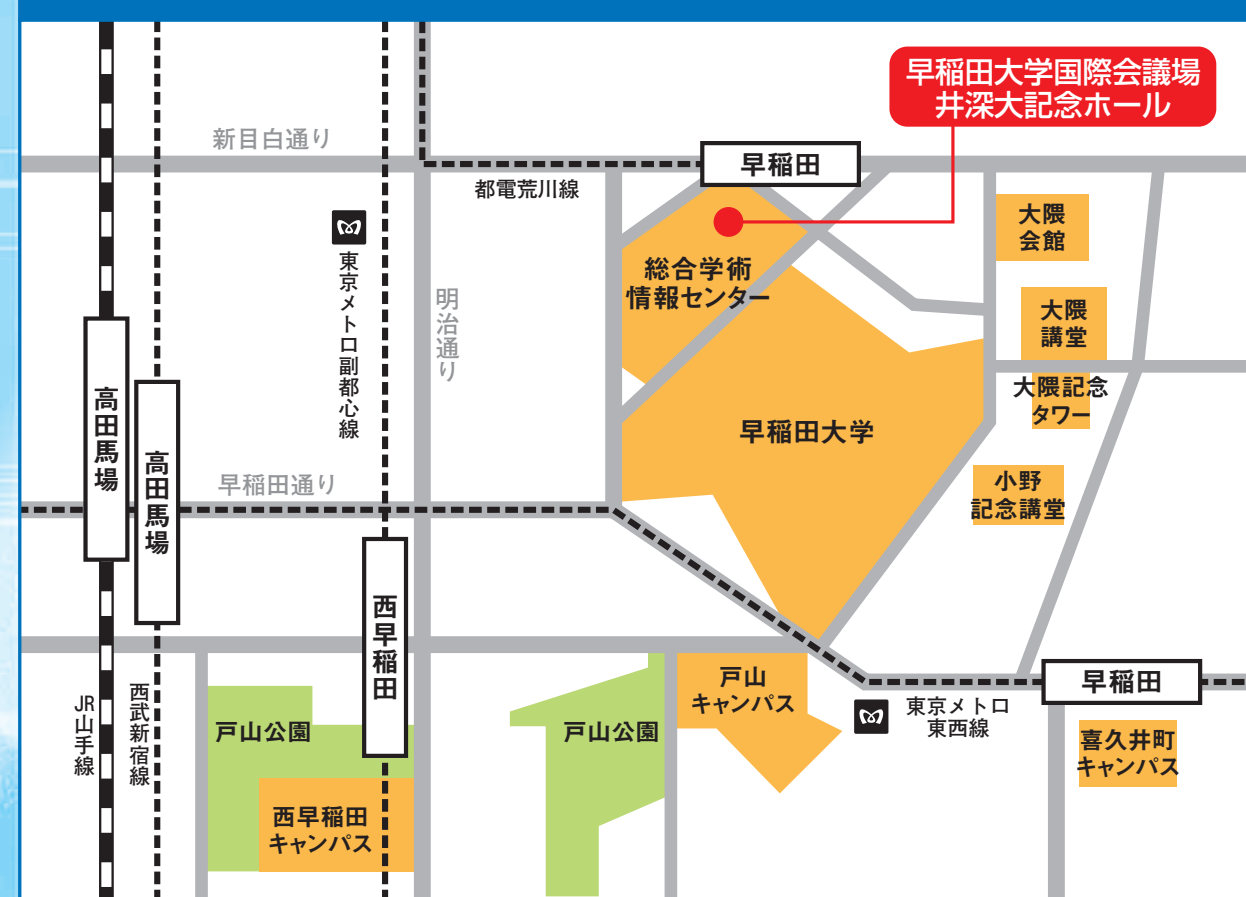 早稲田大学国際会議場
井深大記念ホール
新目白通り
早稲田
都電荒川線
大隈
会館
東京メトロ副都心線
総合学術
情報センター
明治通り
大隈
講堂
高田馬場
高田馬場
大隈記念
タワー
早稲田大学
早稲田通り
小野
記念講堂
西早稲田
戸山
キャンパス
早稲田
JR山手線
西武新宿線
戸山公園
戸山公園
東京メトロ
東西線
喜久井町
キャンパス
西早稲田
キャンパス